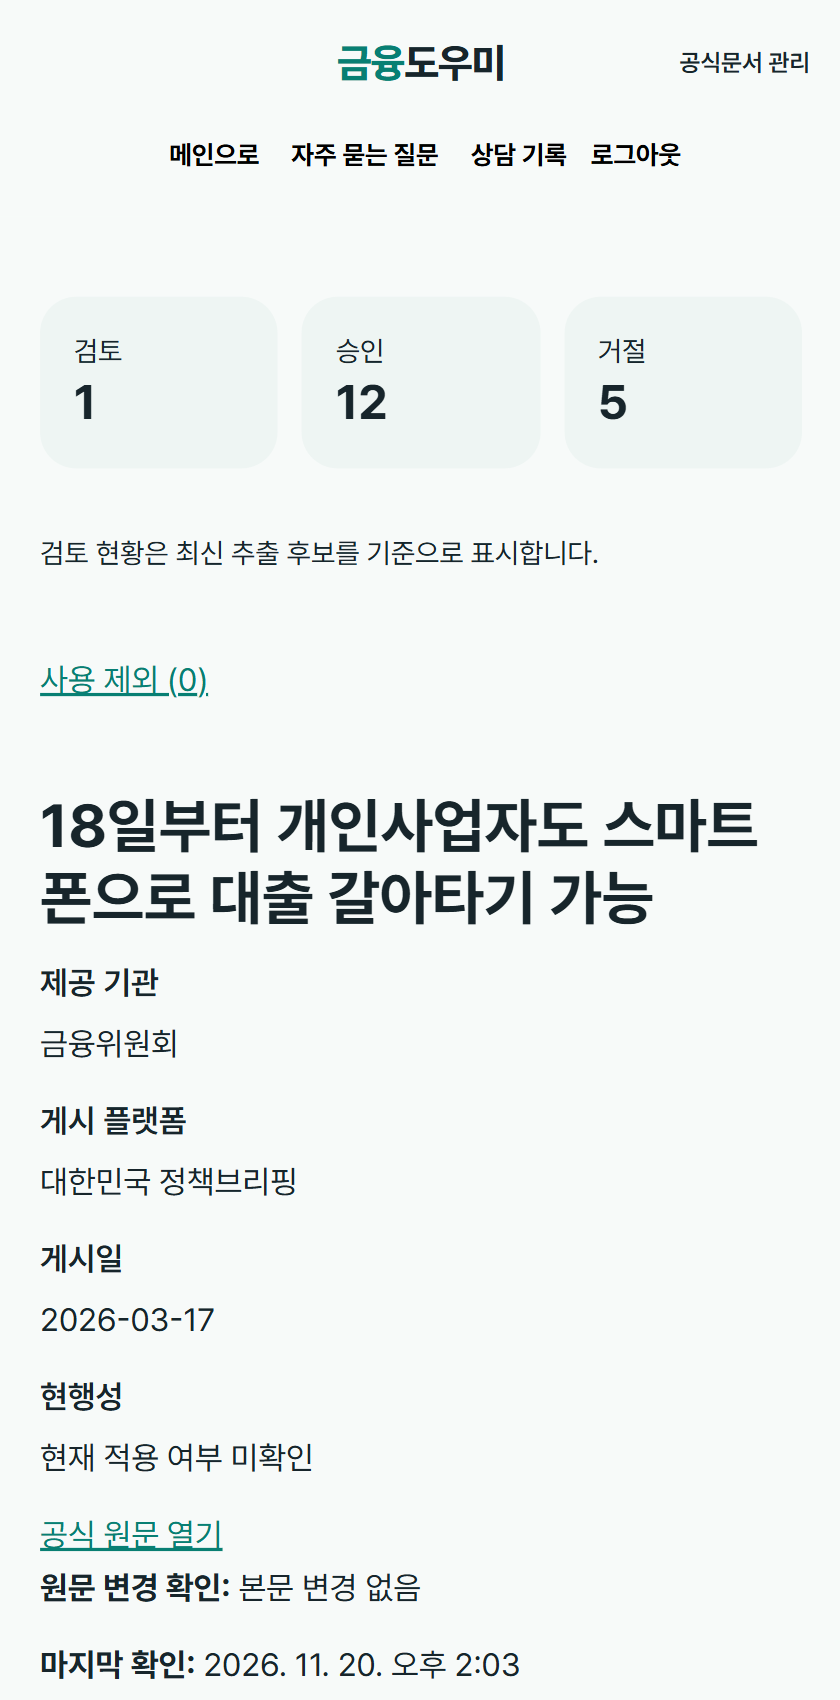 금융도우미
공식문서 관리
메인으로 자주 묻는 질문 상담 기록 로그아웃
검토
1
승인
12
거절
5
검토 현황은 최신 추출 후보를 기준으로 표시합니다.
사용 제외 (0)
18일부터 개인사업자도 스마트
폰으로 대출 갈아타기 가능
제공 기관
금융위원회
게시 플랫폼
대한민국 정책브리핑
게시일
2026-03-17
현행성
현재 적용 여부 미확인
공식 원문 열기
원문 변경 확인: 본문 변경 없음
마지막 확인: 2026. 11. 20. 오후 2:03